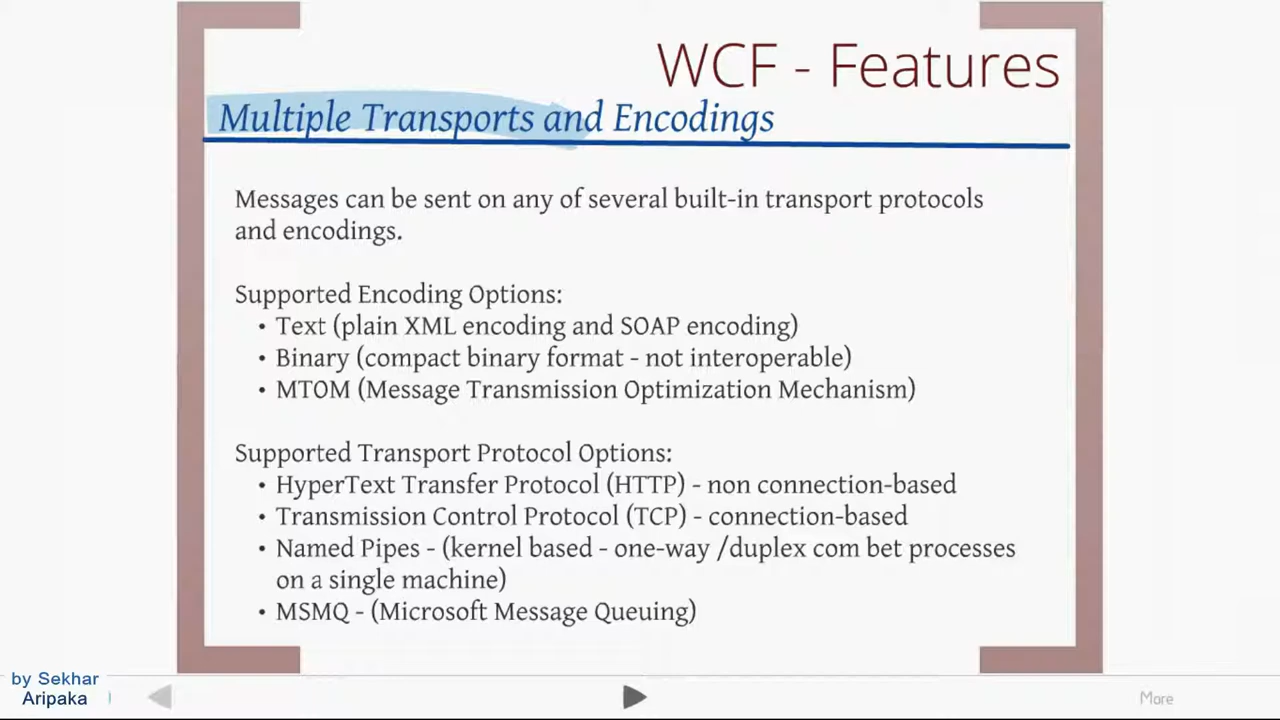 WCF - Features
Multiple Transports and Encodings
Messages can be sent on any of several built-in transport protocols
and encodings.
Supported Encoding Options:
• Text (plain XML encoding and SOAP encoding)
• Binary (compact binary format - not interoperable)
• MTOM (Message Transmission Optimization Mechanism)
Supported Transport Protocol Options:
• HyperText Transfer Protocol (HTTP) - non connection-based
• Transmission Control Protocol (TCP) - connection-based
• Named Pipes - (kernel based - one-way /duplex com bet processes
on a single machine)
• MSMQ - (Microsoft Message Queuing)
by Sekhar
Aripaka
More